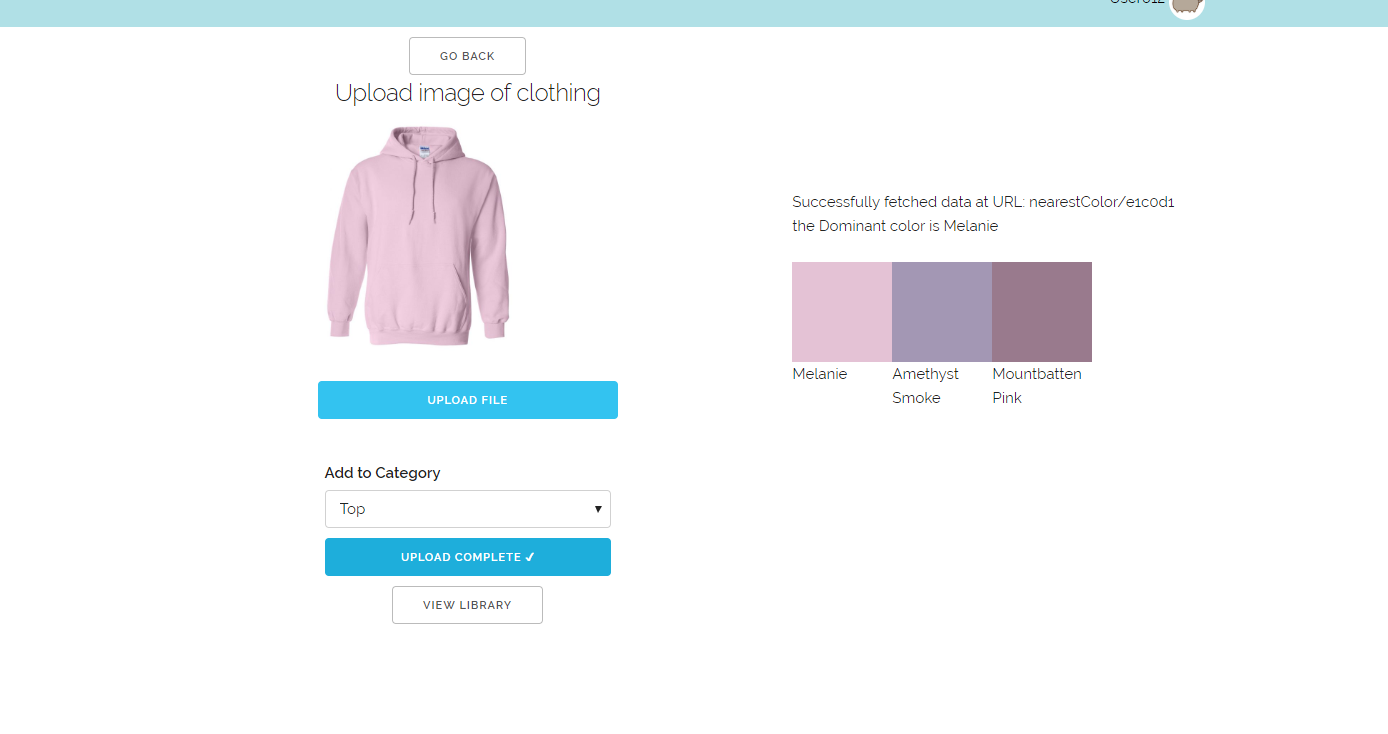 User012
GO BACK
Upload image of clothing
Successfully fetched data at URL: nearestColor/e1c0d1
the Dominant color is Melanie
Melanie
Amethyst
Smoke
Mountbatten
Pink
UPLOAD FILE
Add to Category
Top
UPLOAD COMPLETE ✓
VIEW LIBRARY